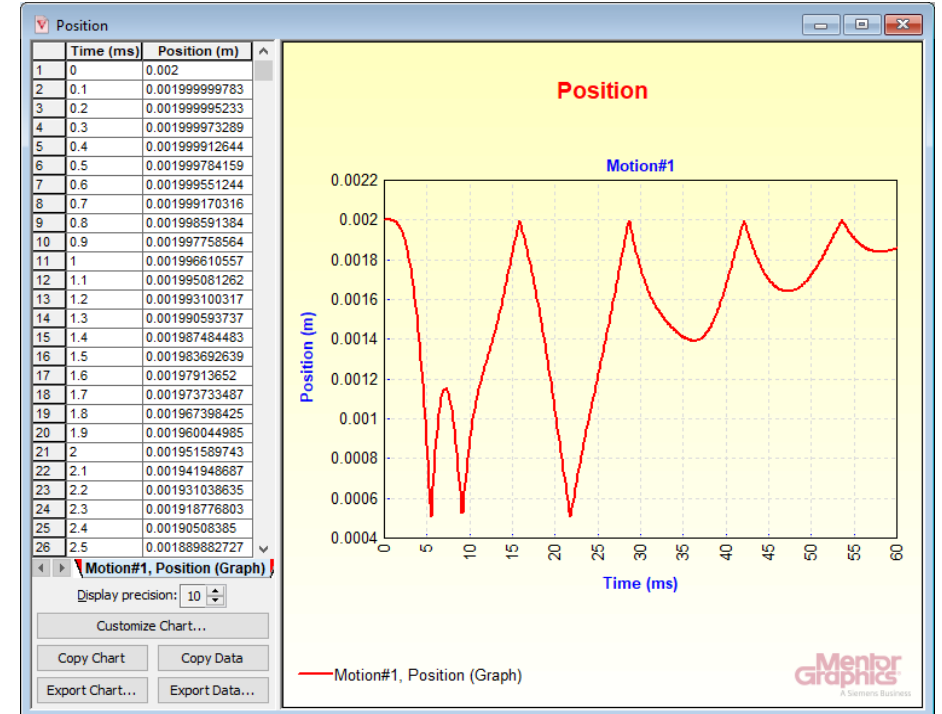 Position
Time (ms) Position (m)
1 0 0.002
2 0.1 0.001999999783
3 0.2 0.001999995233
4 0.3 0.001999973289
5 0.4 0.001999912644
6 0.5 0.001999784159
7 0.6 0.001999551244
8 0.7 0.001999170316
9 0.8 0.001998591384
10 0.9 0.001997758564
11 1 0.001996610557
12 1.1 0.001995081262
13 1.2 0.001993100317
14 1.3 0.001990593737
15 1.4 0.001987484483
16 1.5 0.001983692639
17 1.6 0.00197913652
18 1.7 0.001973733487
19 1.8 0.001967398425
20 1.9 0.001960044985
21 2 0.001951589743
22 2.1 0.001941948687
23 2.2 0.001931038635
24 2.3 0.001918776803
25 2.4 0.00190508385
26 2.5 0.001889882727
Motion#1, Position (Graph)
Display precision: 10
Customize Chart...
Copy Chart Copy Data
Export Chart... Export Data...
Position
Motion#1
0.0022
0.002
0.0018
0.0016
0.0014
0.0012
0.001
0.0008
0.0006
0.0004
Position (m)
0 5 10 15 20 25 30 35 40 45 50 55 60
Time (ms)
Motion#1, Position (Graph)
Mentor
Graphics
A Siemens Business